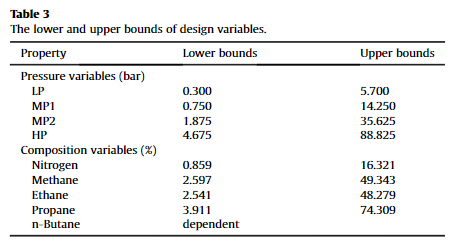 Table 3
The lower and upper bounds of design variables.
Property Lower bounds Upper bounds
Pressure variables (bar)
LP 0.300 5.700
MP1 0.750 14.250
MP2 1.875 35.625
HP 4.675 88.825
Composition variables (%)
Nitrogen 0.859 16.321
Methane 2.597 49.343
Ethane 2.541 48.279
Propane 3.911 74.309
n-Butane dependent